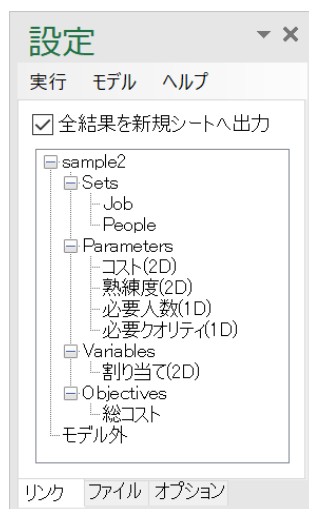 設定
実行 モデル ヘルプ
全結果を新規シートへ出力
sample2
Sets
Job
People
Parameters
コスト(2D)
熟練度(2D)
必要人数(1D)
必要クオリティ(1D)
Variables
割り当て(2D)
Objectives
総コスト
モデル外
リンク ファイル オプション